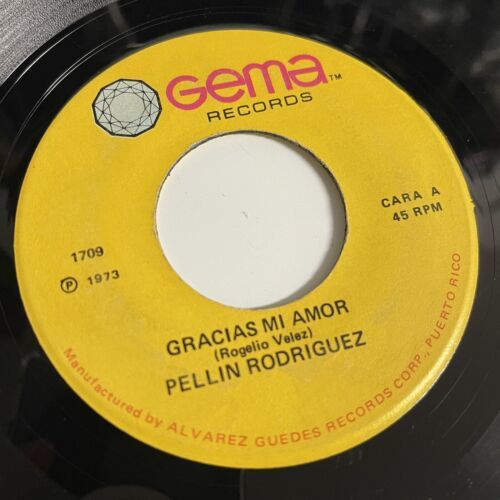 Gema™
RECORDS
CARA A
45 RPM
1709
℗ 1973
GRACIAS MI AMOR
(Rogelio Velez)
PELLIN RODRIGUEZ
Manufactured by ALVAREZ GUEDES RECORDS CORP., PUERTO RICO